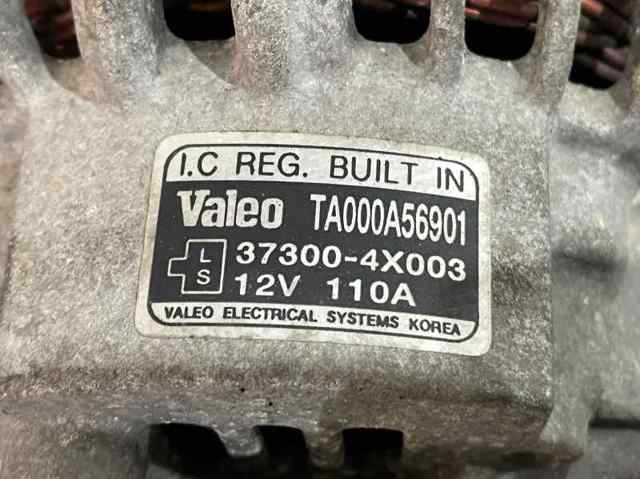 I.C REG. BUILT IN
Valeo TA000A56901
L 37300-4X003
S 12V 110A
VALEO ELECTRICAL SYSTEMS KOREA